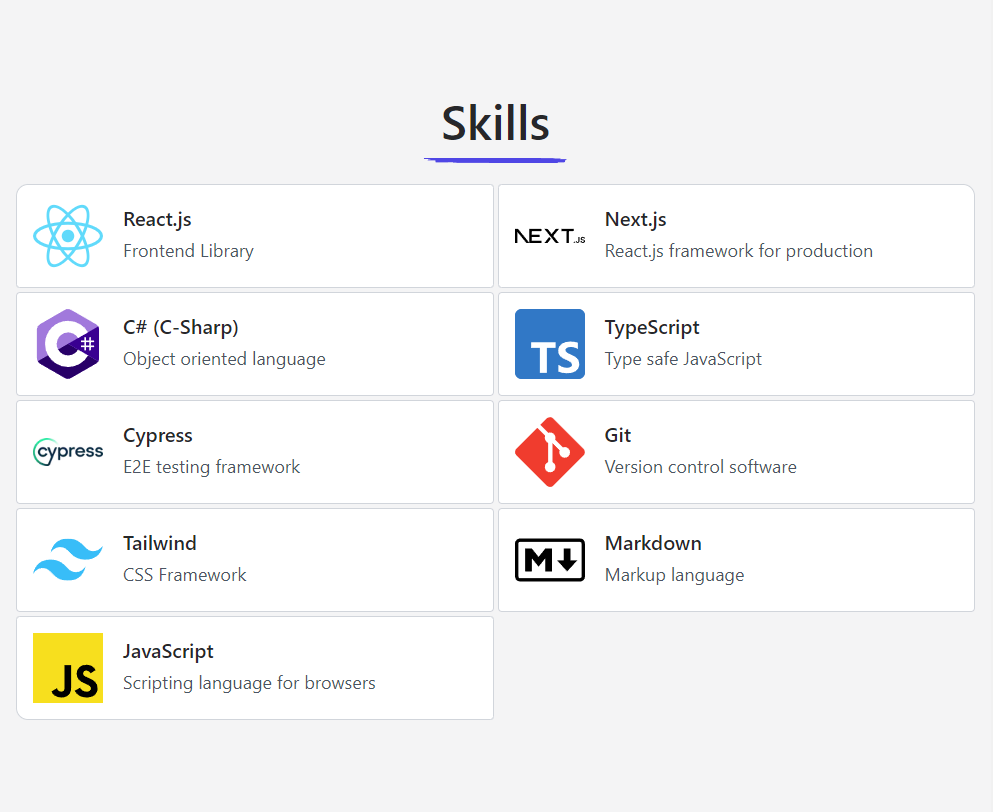 Skills
React.js
Frontend Library
NEXT.JS
Next.js
React.js framework for production
C# (C-Sharp)
Object oriented language
TS
TypeScript
Type safe JavaScript
cypress
Cypress
E2E testing framework
Git
Version control software
Tailwind
CSS Framework
M
Markdown
Markup language
JS
JavaScript
Scripting language for browsers